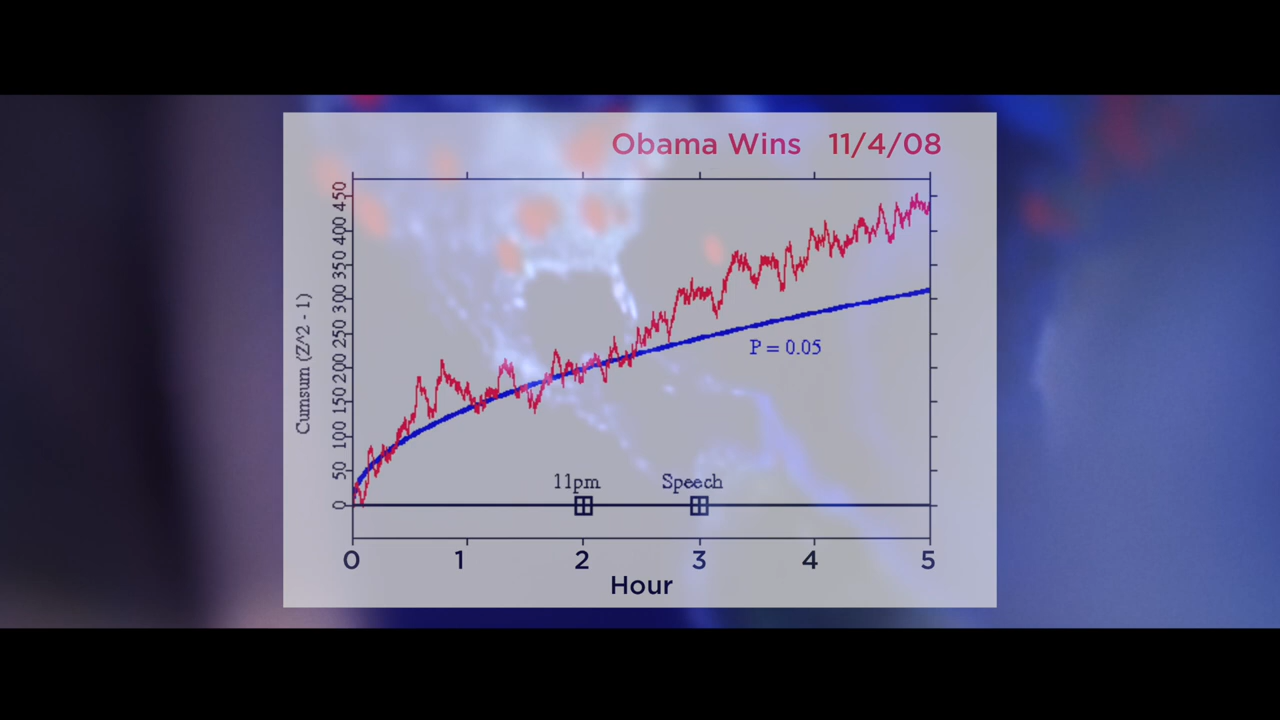 Obama Wins 11/4/08
450
400
350
300
250
200
150
100
50
0
Cumsum (Z^2 - 1)
P = 0.05
11pm
Speech
0 1 2 3 4 5
Hour